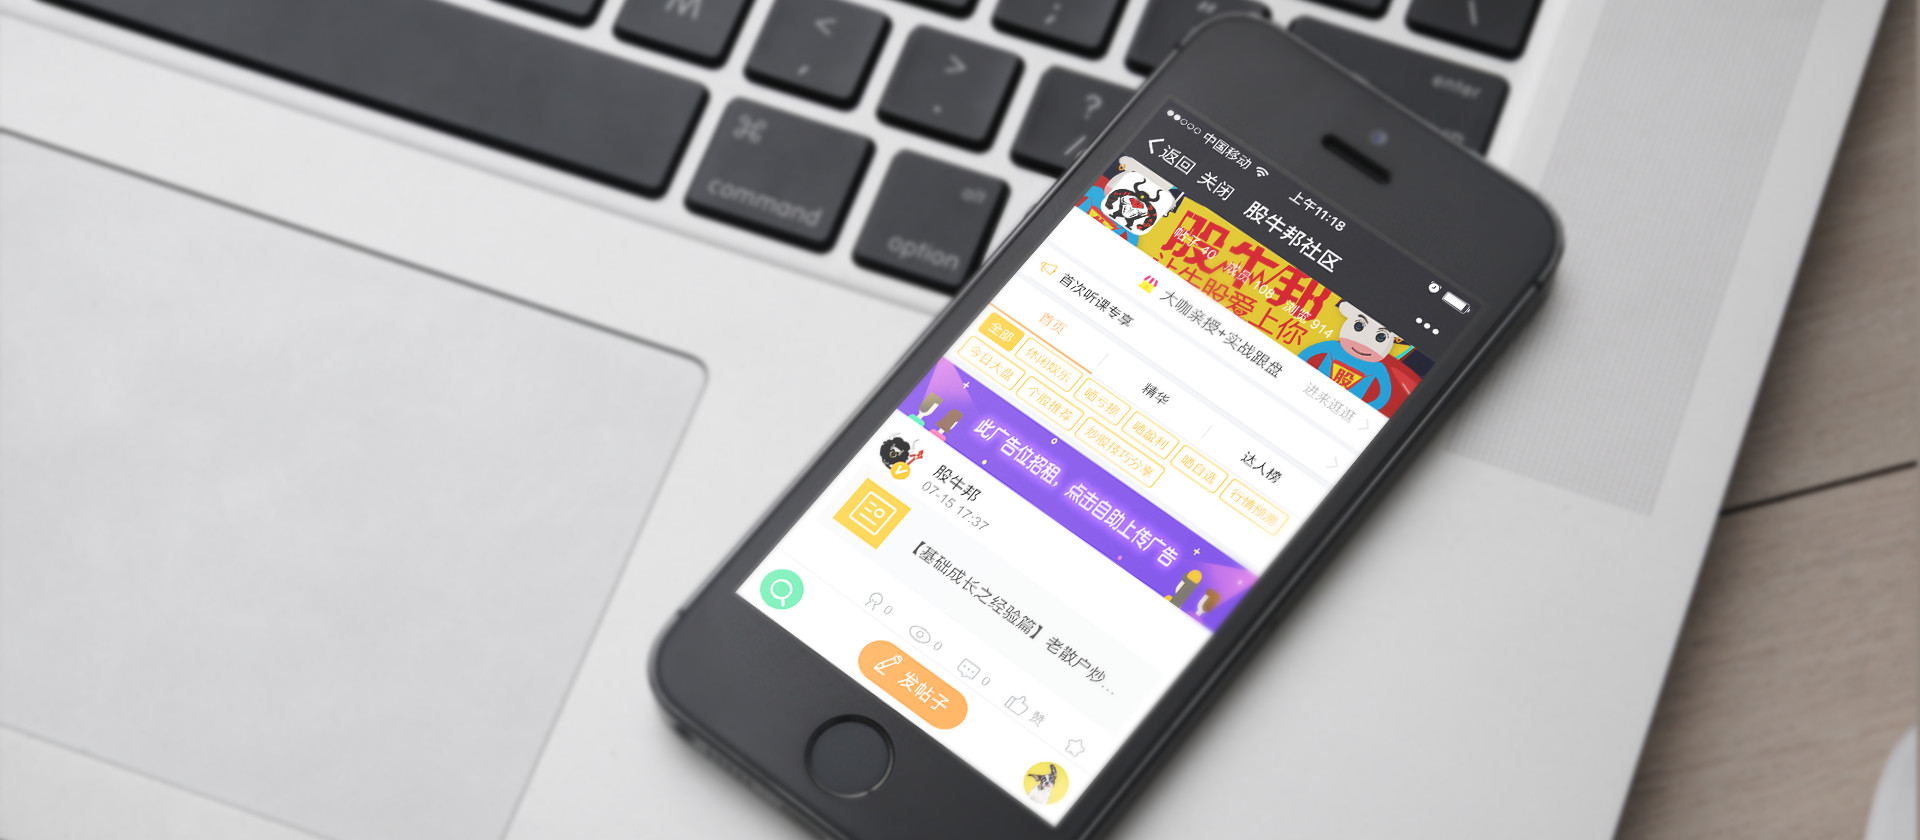 M
<
,
>
.
?
/
;
"
\
enter
alt
⌘
command
option
中国移动
上午11:18
返回 关闭 股牛邦社区
股牛邦
帖子 40 成员 108 浏览 914
让牛股爱上你
股
大咖亲授+实战跟盘
进来逛逛
首次听课专享
首页
精华
达人榜
全部
休闲娱乐
晒亏损
晒盈利
晒自选
行情预测
今日大盘
个股推荐
炒股技巧分享
此广告位招租，点击自助上传广告
股牛邦
07-15 17:37
【基础成长之经验篇】老散户炒...
0
0
0
赞
发帖子